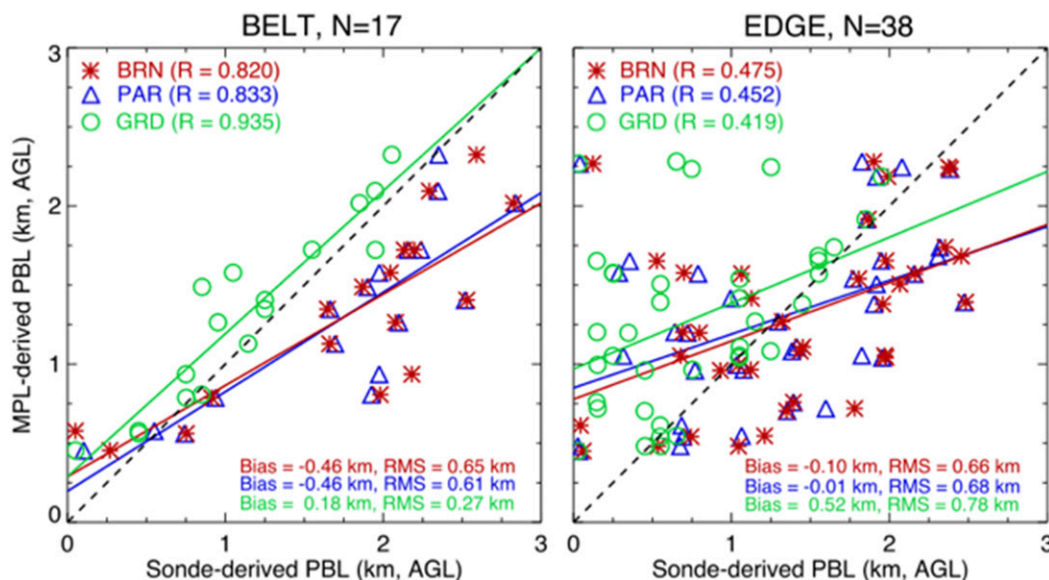 BELT, N=17
BRN (R = 0.820)
PAR (R = 0.833)
GRD (R = 0.935)
Bias = -0.46 km, RMS = 0.65 km
Bias = -0.46 km, RMS = 0.61 km
Bias = 0.18 km, RMS = 0.27 km
MPL-derived PBL (km, AGL)
3
2
1
0
0 1 2 3
Sonde-derived PBL (km, AGL)
EDGE, N=38
BRN (R = 0.475)
PAR (R = 0.452)
GRD (R = 0.419)
Bias = -0.10 km, RMS = 0.66 km
Bias = -0.01 km, RMS = 0.68 km
Bias = 0.52 km, RMS = 0.78 km
0 1 2 3
Sonde-derived PBL (km, AGL)